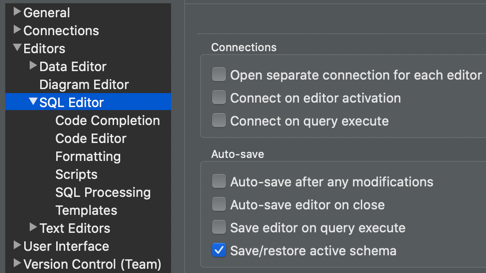 General
Connections
Editors
Data Editor
Diagram Editor
SQL Editor
Code Completion
Code Editor
Formatting
Scripts
SQL Processing
Templates
Text Editors
User Interface
Version Control (Team)
Connections
Open separate connection for each editor
Connect on editor activation
Connect on query execute
Auto-save
Auto-save after any modifications
Auto-save editor on close
Save editor on query execute
Save/restore active schema